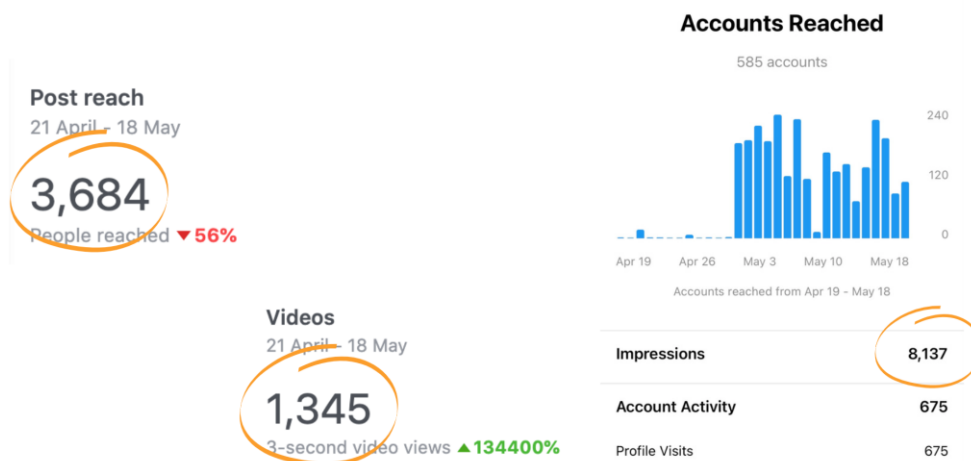 Post reach
21 April - 18 May
3,684
People reached ▼56%
Videos
21 April - 18 May
1,345
3-second video views ▲134400%
Accounts Reached
585 accounts
240
120
0
Apr 19 Apr 26 May 3 May 10 May 18
Accounts reached from Apr 19 - May 18
Impressions 8,137
Account Activity 675
Profile Visits 675